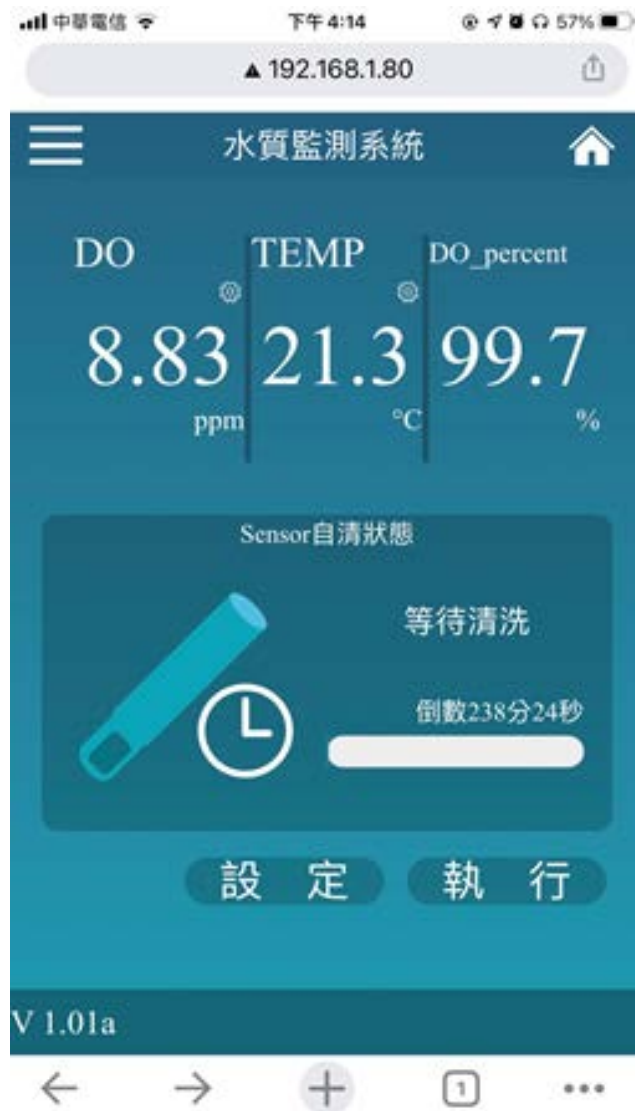 中華電信 下午 4:14 57%
192.168.1.80
水質監測系統
DO TEMP DO_percent
8.83 21.3 99.7
ppm °C %
Sensor自清狀態
等待清洗
倒數238分24秒
設 定 執 行
V 1.01a
1